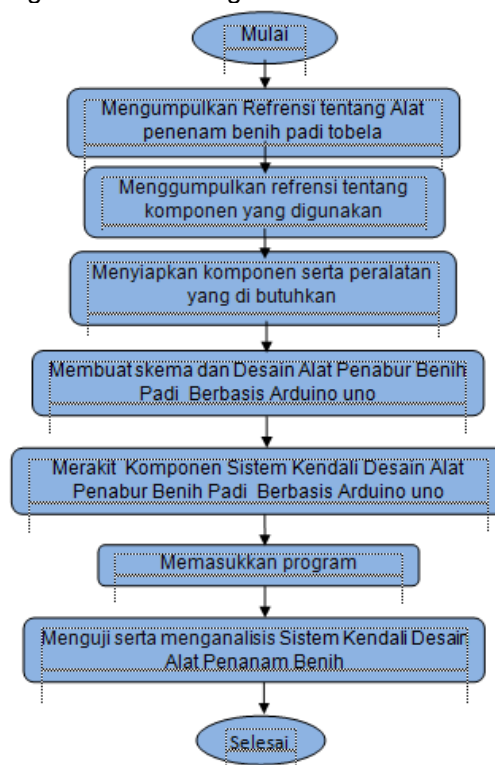 Mulai
Mengumpulkan Refrensi tentang Alat
penenam benih padi tobela
Menggumpulkan refrensi tentang
komponen yang digunakan
Menyiapkan komponen serta peralatan
yang di butuhkan
Membuat skema dan Desain Alat Penabur Benih
Padi Berbasis Arduino uno
Merakit Komponen Sistem Kendali Desain Alat
Penabur Benih Padi Berbasis Arduino uno
Memasukkan program
Menguji serta menganalisis Sistem Kendali Desain
Alat Penanam Benih
Selesai